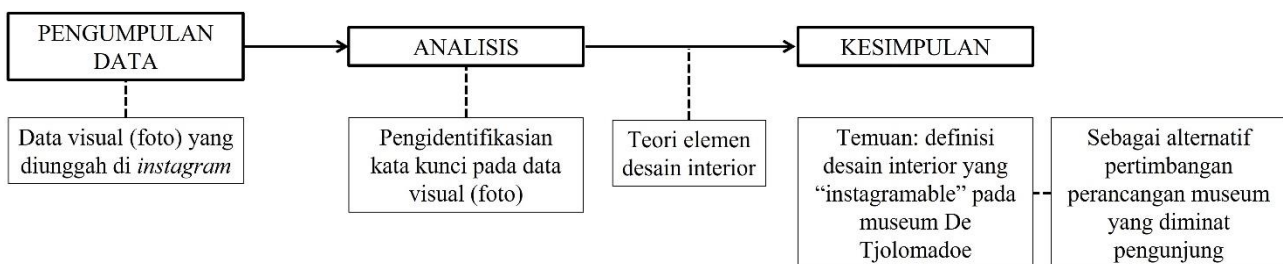 PENGUMPULAN
DATA
ANALISIS
KESIMPULAN
Data visual (foto) yang
diunggah di instagram
Pengidentifikasian
kata kunci pada data
visual (foto)
Teori elemen
desain interior
Temuan: definisi
desain interior yang
“instagramable” pada
museum De
Tjolomadoe
Sebagai alternatif
pertimbangan
perancangan museum
yang diminat
pengunjung